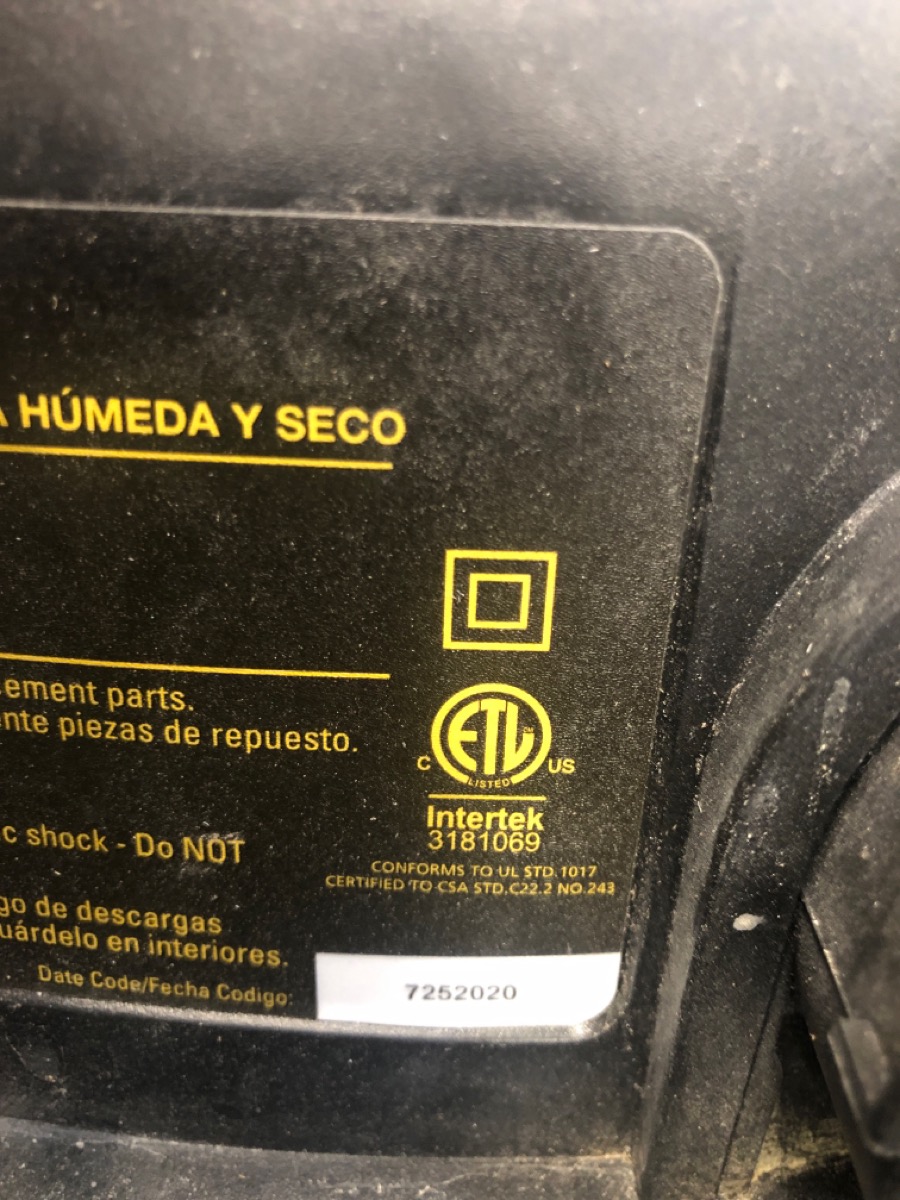 HÚMEDA Y SECO
ement parts.
nte piezas de repuesto.
ETL
C
US
LISTED
Intertek
3181069
c shock - Do NOT
CONFORMS TO UL STD.1017
CERTIFIED TO CSA STD.C22.2 NO.243
go de descargas
uárdelo en interiores.
Date Code/Fecha Codigo: 7252020